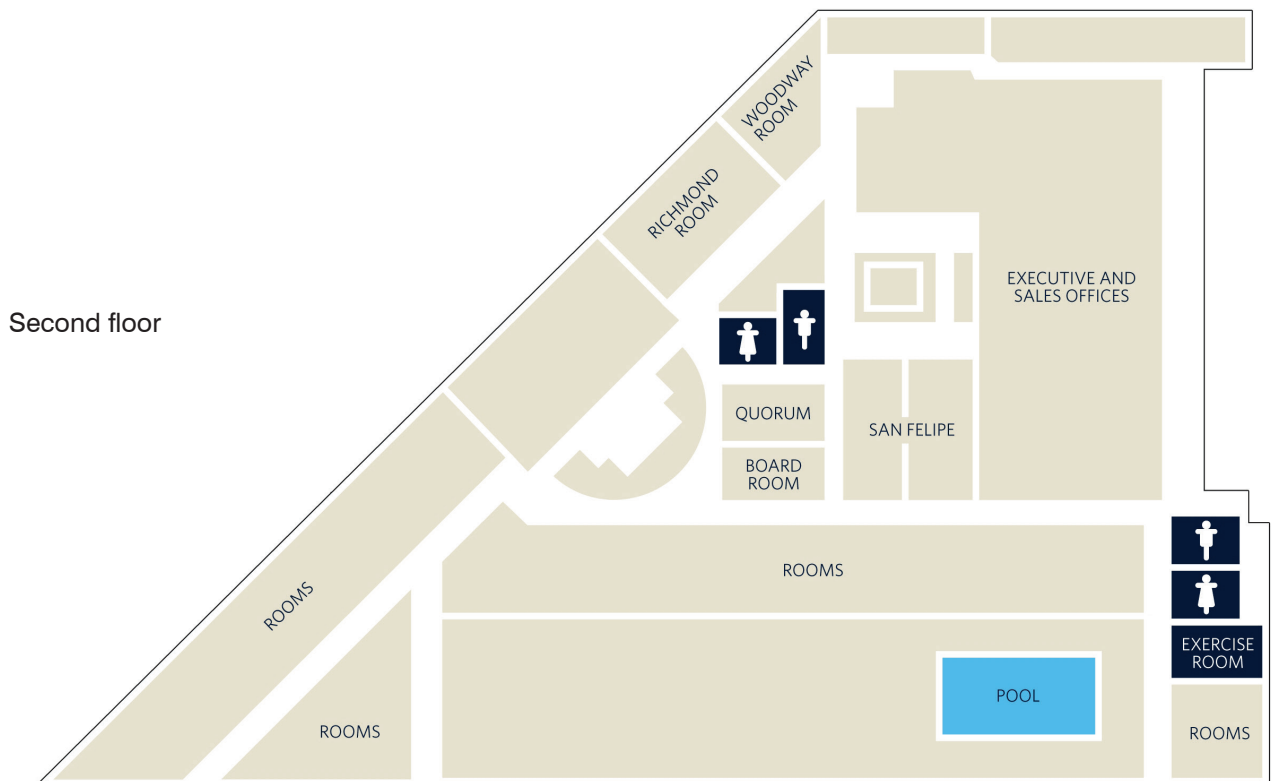 WOODWAY
ROOM
RICHMOND
ROOM
EXECUTIVE AND
SALES OFFICES
Second floor
QUORUM
SAN FELIPE
BOARD
ROOM
ROOMS
ROOMS
EXERCISE
ROOM
POOL
ROOMS
ROOMS